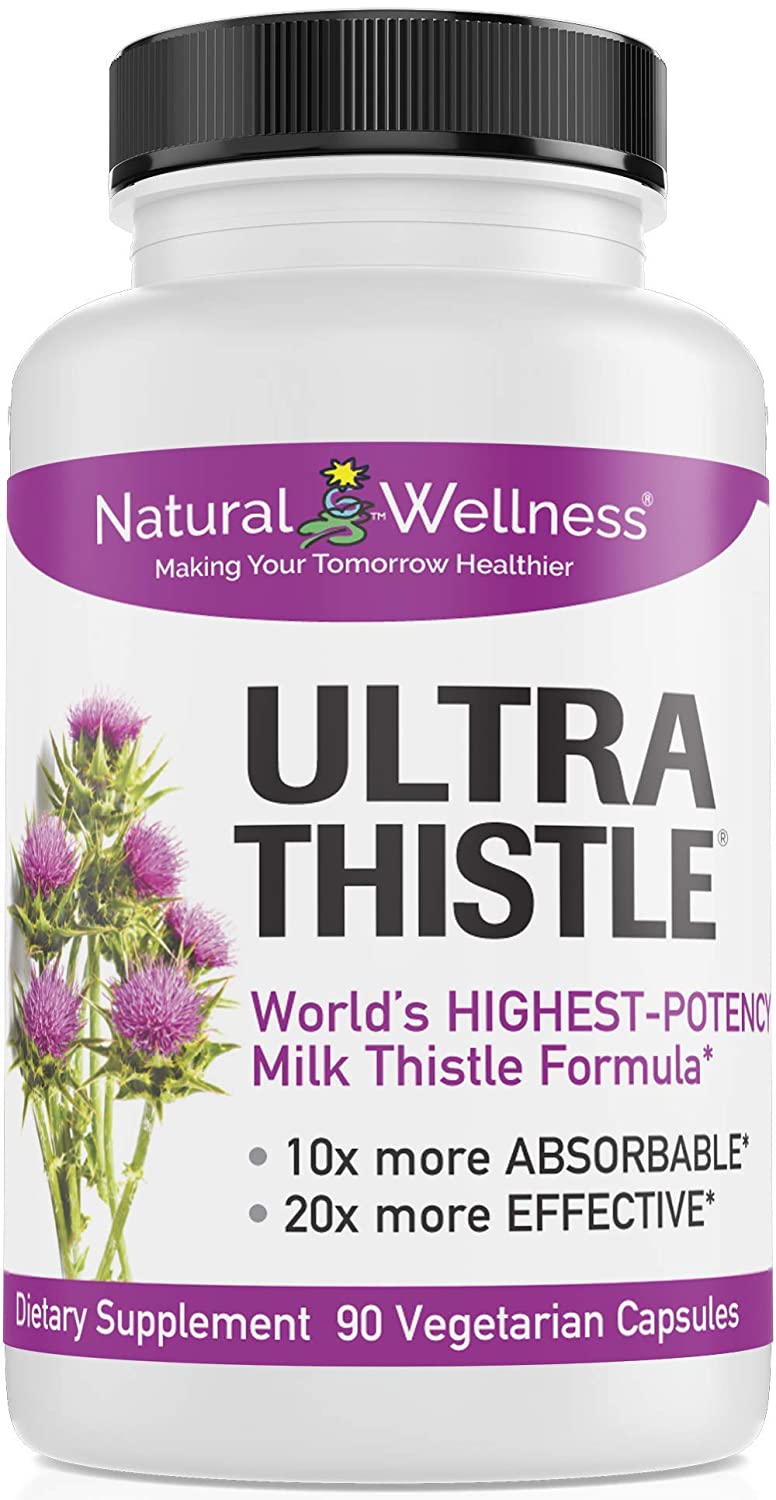 Natural Wellness®
Making Your Tomorrow Healthier
ULTRA
THISTLE®
World's HIGHEST-POTENCY
Milk Thistle Formula*
• 10x more ABSORBABLE*
• 20x more EFFECTIVE*
Dietary Supplement 90 Vegetarian Capsules